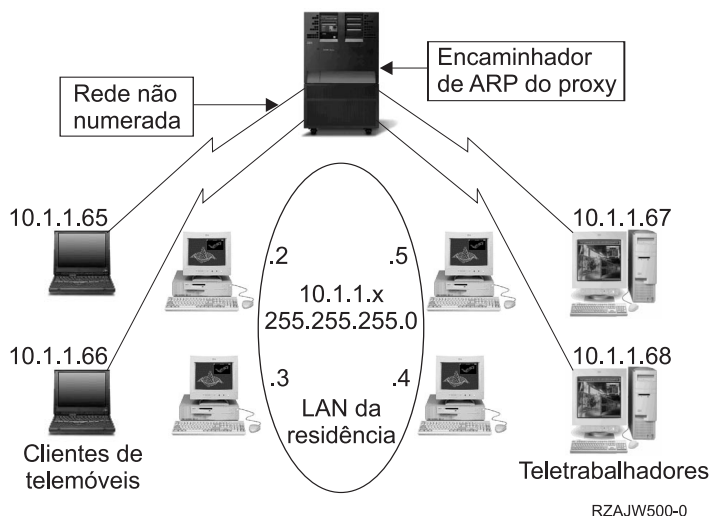 Encaminhador
de ARP do proxy
Rede não
numerada
10.1.1.65
10.1.1.67
.2
.5
10.1.1.x
255.255.255.0
10.1.1.66
10.1.1.68
.3
.4
LAN da
residência
Clientes de
telemóveis
Teletrabalhadores
RZAJW500-0